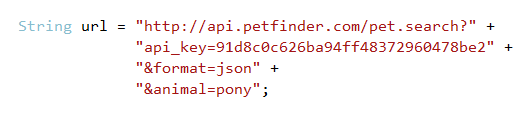 String url = "http://api.petfinder.com/pet.search?" +
"api_key=91d8c0c626ba94ff48372960478be2" +
"&format=json" +
"&animal=pony";